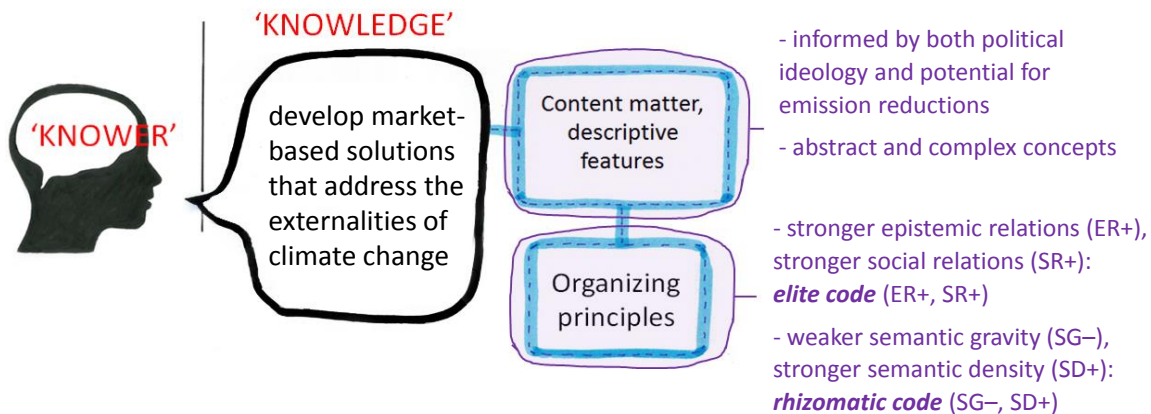 ‘KNOWLEDGE’
‘KNOWER’
develop market-
based solutions
that address the
externalities of
climate change
Content matter,
descriptive
features
- informed by both political
ideology and potential for
emission reductions
- abstract and complex concepts
Organizing
principles
- stronger epistemic relations (ER+),
stronger social relations (SR+):
elite code (ER+, SR+)
- weaker semantic gravity (SG–),
stronger semantic density (SD+):
rhizomatic code (SG–, SD+)